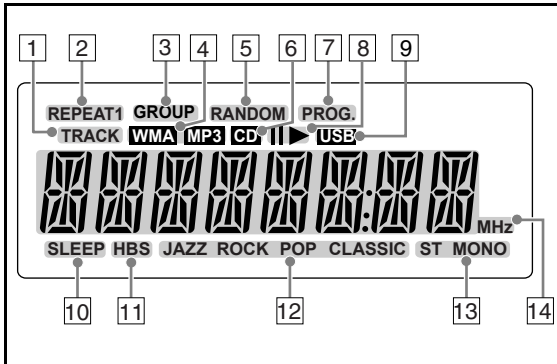 1 2 3 4 5 6 7 8 9
REPEAT1 GROUP RANDOM PROG.
TRACK WMA MP3 CD USB
MHz
SLEEP HBS JAZZ ROCK POP CLASSIC ST MONO
10 11 12 13 14